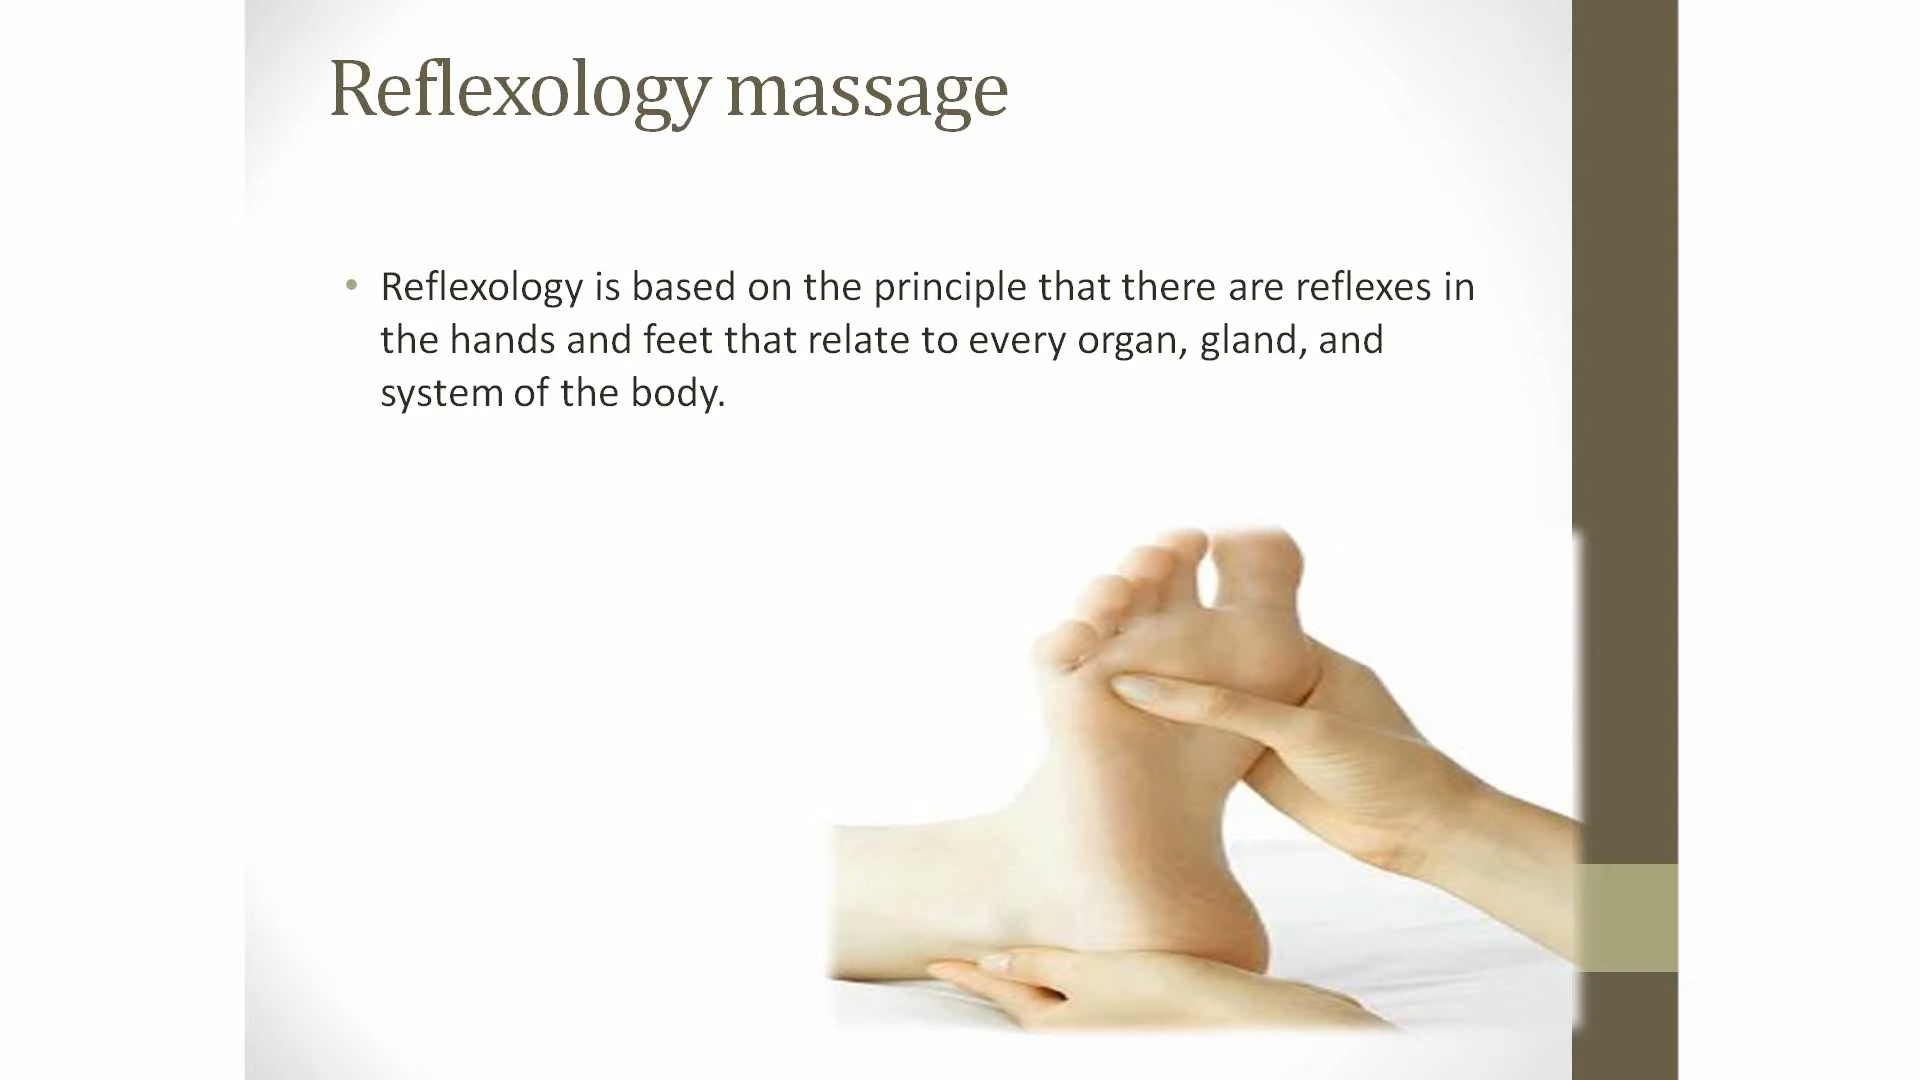 Reflexology massage
• Reflexology is based on the principle that there are reflexes in
the hands and feet that relate to every organ, gland, and
system of the body.